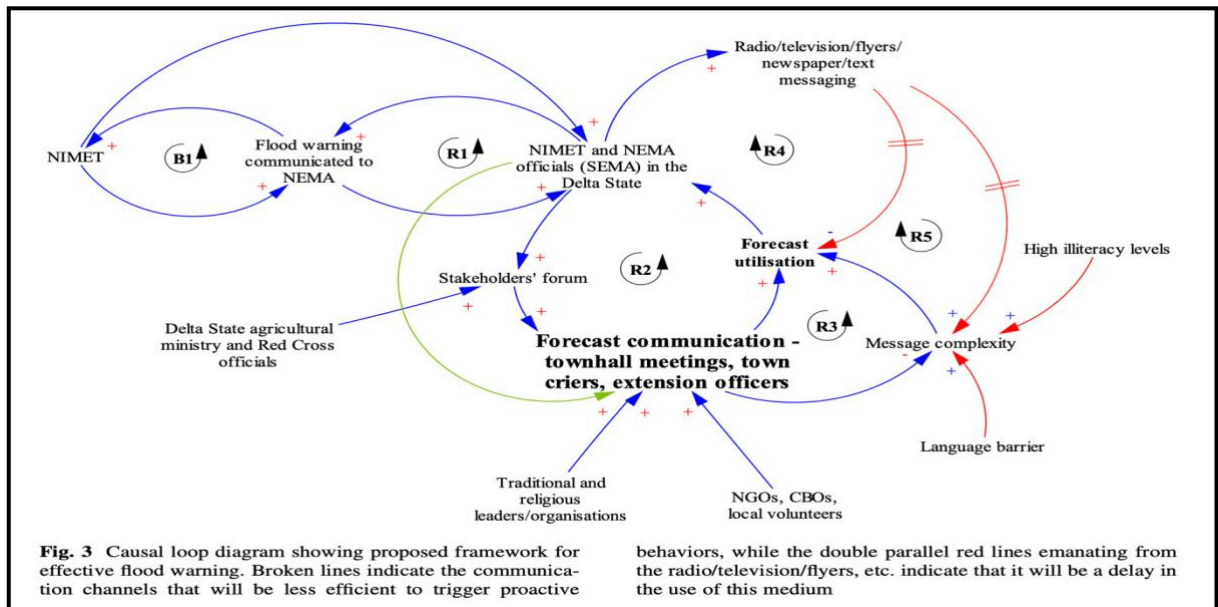 Radio/television/flyers/
newspaper/text
messaging
+
+
NIMET
+
B1
+
Flood warning
communicated to
NEMA
+
R1
NIMET and NEMA
officials (SEMA) in the
Delta State
+
+
R4
-
Forecast
utilisation
+
+
R5
High illiteracy levels
R2
+
Stakeholders' forum
+
+
Delta State agricultural
ministry and Red Cross
officials
R3
+
+
Message complexity
-
+
Forecast communication -
townhall meetings, town
criers, extension officers
+
+
+
Language barrier
Traditional and
religious
leaders/organisations
NGOs, CBOs,
local volunteers
Fig. 3 Causal loop diagram showing proposed framework for
effective flood warning. Broken lines indicate the communica-
tion channels that will be less efficient to trigger proactive
behaviors, while the double parallel red lines emanating from
the radio/television/flyers, etc. indicate that it will be a delay in
the use of this medium